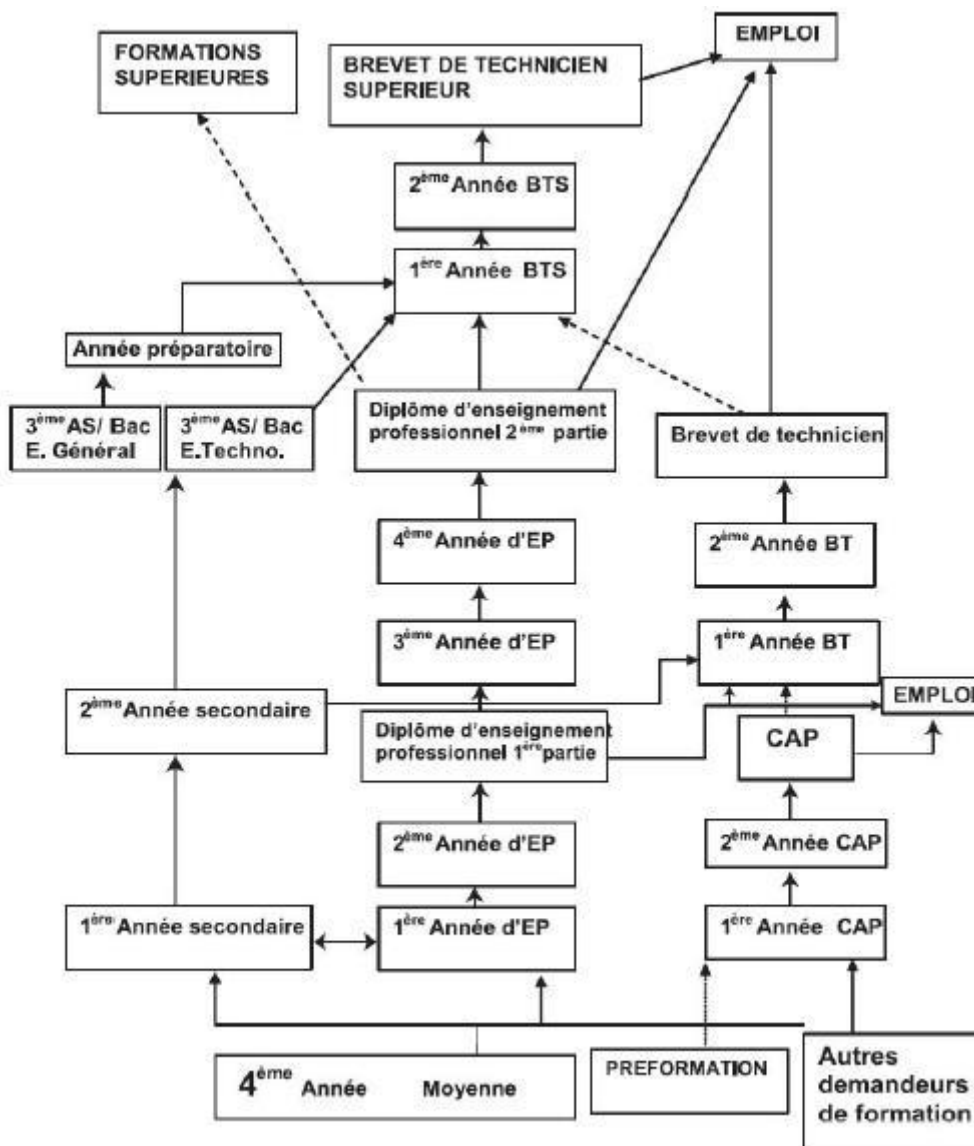 FORMATIONS
SUPERIEURES
BREVET DE TECHNICIEN
SUPERIEUR
EMPLOI
2ème Année BTS
1ère Année BTS
Année préparatoire
3ème AS/ Bac
E. Général
3ème AS/ Bac
E.Techno.
Diplôme d'enseignement
professionnel 2ème partie
Brevet de technicien
4ème Année d'EP
2ème Année BT
3ème Année d'EP
1ère Année BT
2ème Année secondaire
EMPLOI
Diplôme d'enseignement
professionnel 1ère partie
CAP
2ème Année d'EP
2ème Année CAP
1ère Année secondaire
1ère Année d'EP
1ère Année CAP
4ème Année Moyenne
PREFORMATION
Autres
demandeurs
de formation